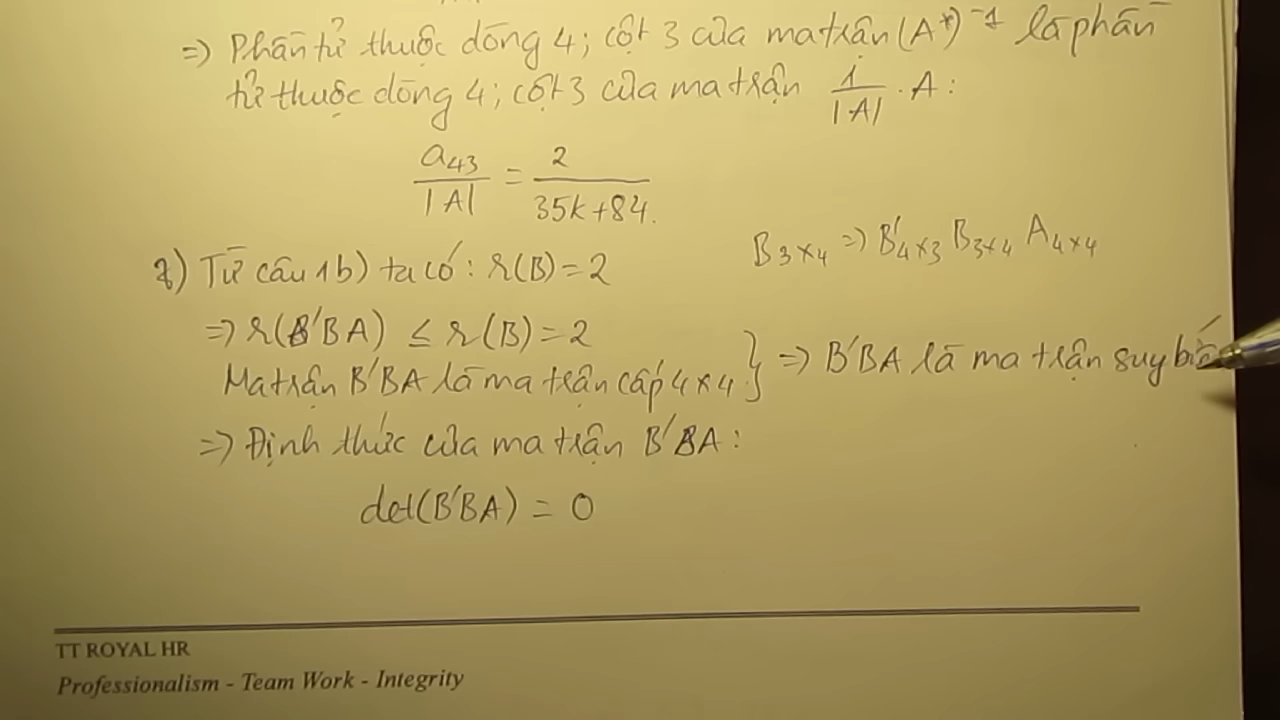 => Phần tử thuộc dòng 4; cột 3 của ma trận (A*)⁻¹ là phần
tử thuộc dòng 4; cột 3 của ma trận 1/|A| . A:
a₄₃/|A| = 2/(35k+84).
B₃ₓ₄ => B'₄ₓ₃ B₃ₓ₄ A₄ₓ₄
Từ câu 1b) ta có: r(B) = 2
=> r(B'BA) ≤ r(B) = 2
Ma trận B'BA là ma trận cấp 4x4 } => B'BA là ma trận suy
=> Định thức của ma trận B'BA:
det(B'BA) = 0
TT ROYAL HR
Professionalism - Team Work - Integrity